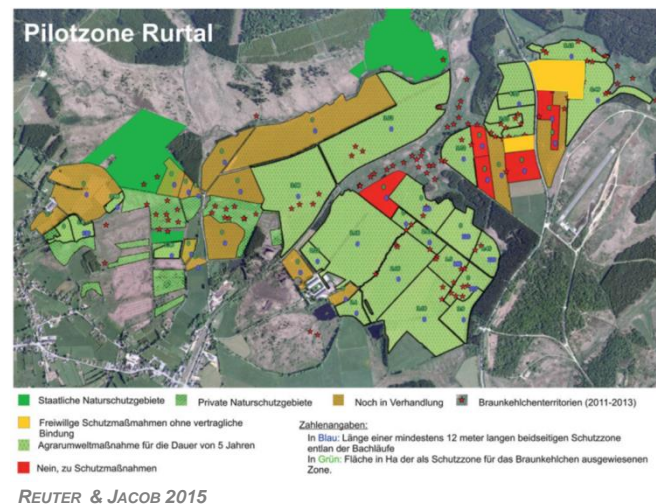 Pilotzone Rurtal
Staatliche Naturschutzgebiete
Private Naturschutzgebiete
Noch in Verhandlung
Braunkehlchenterritorien (2011-2013)
Freiwillge Schutzmaßnahmen ohne vertragliche
Bindung
Agrarumweltmaßnahme für die Dauer von 5 Jahren
Nein, zu Schutzmaßnahmen
Zahlenangaben:
In Blau: Länge einer mindestens 12 meter langen beidseitigen Schutzzone
entlan der Bachläufe
In Grün: Fläche in Ha der als Schutzzone für das Braunkehlchen ausgewiesenen
Zone.
REUTER & JACOB 2015